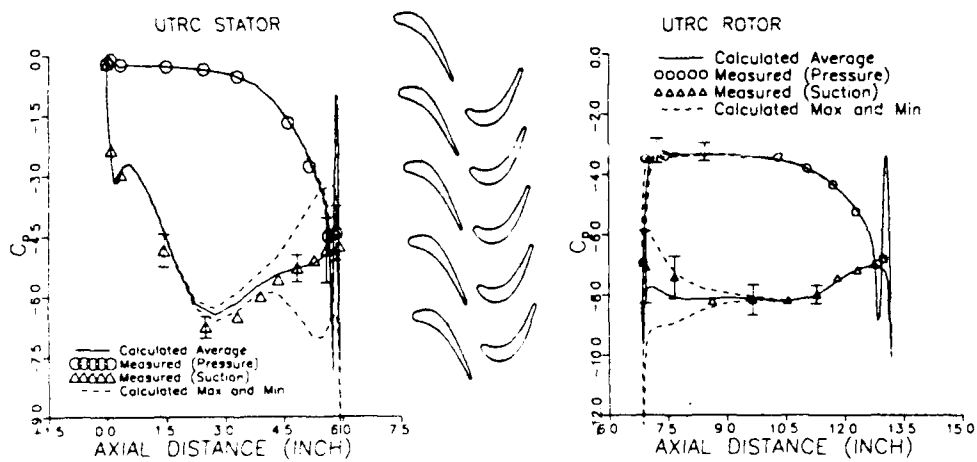 UTRC STATOR
0.0
-1.5
-3.0
-4.5
-6.0
-7.5
-9.0
C_p
Calculated Average
Measured (Pressure)
Measured (Suction)
Calculated Max and Min
-1.5 0.0 1.5 3.0 4.5 6.0 7.5
AXIAL DISTANCE (INCH)
UTRC ROTOR
Calculated Average
Measured (Pressure)
Measured (Suction)
Calculated Max and Min
0.0
-2.0
-4.0
-6.0
-8.0
-10.0
-12.0
C_p
6.0 7.5 9.0 10.5 12.0 13.5 15.0
AXIAL DISTANCE (INCH)